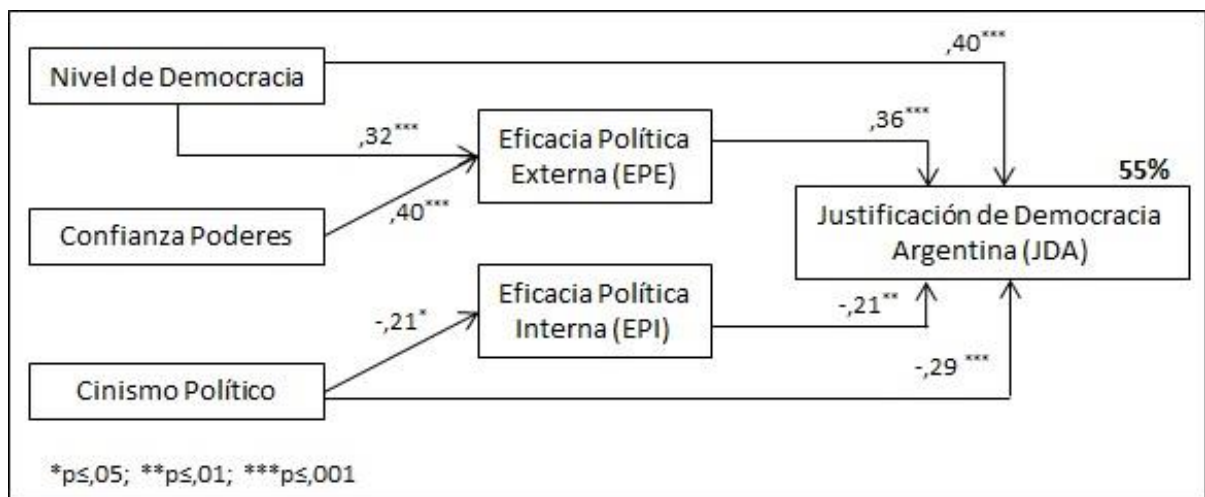 Nivel de Democracia
,40***
,32***
Eficacia Política
Externa (EPE)
,36***
55%
Confianza Poderes
,40***
Justificación de Democracia
Argentina (JDA)
Eficacia Política
Interna (EPI)
-,21*
-,21**
Cinismo Político
-,29 ***
*p≤,05; **p≤,01; ***p≤,001